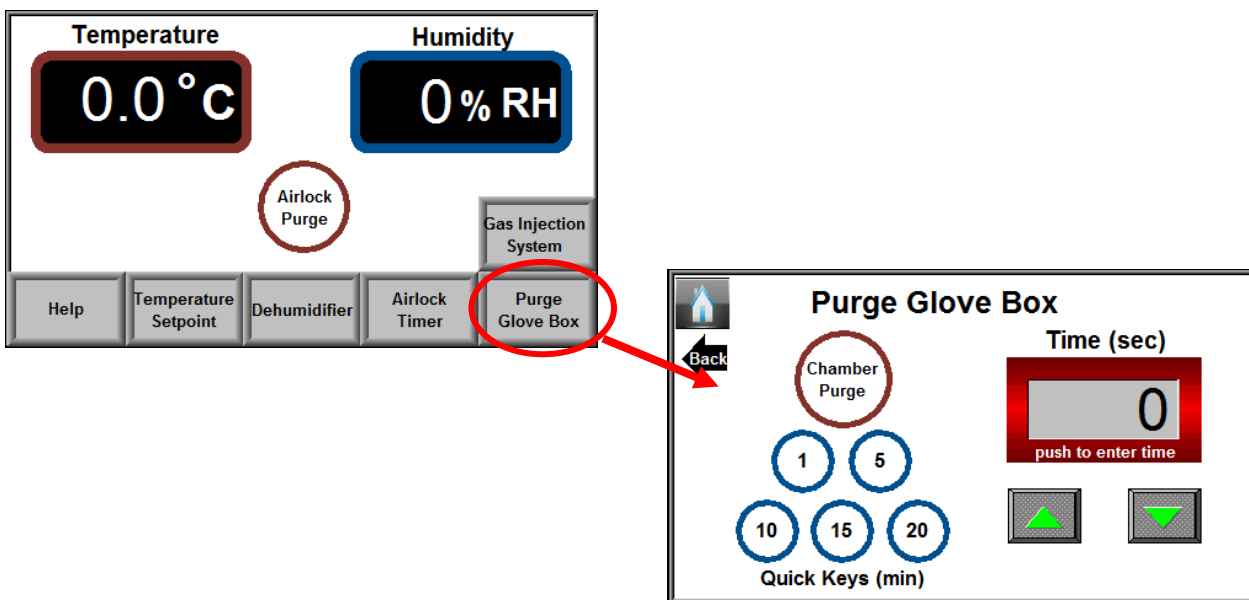 Temperature
Humidity
0.0°C
0% RH
Airlock
Purge
Gas Injection
System
Help
Temperature
Setpoint
Dehumidifier
Airlock
Timer
Purge
Glove Box
Purge Glove Box
Back
Chamber
Purge
Time (sec)
0
push to enter time
1
5
10
15
20
Quick Keys (min)